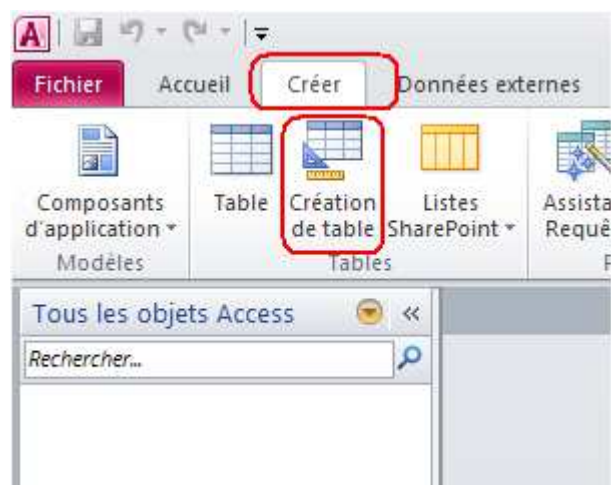 A
Fichier Accueil Créer Données externes
Composants d'application
Table
Création de table
Listes SharePoint
Modèles
Tables
Tous les objets Access «
Rechercher...